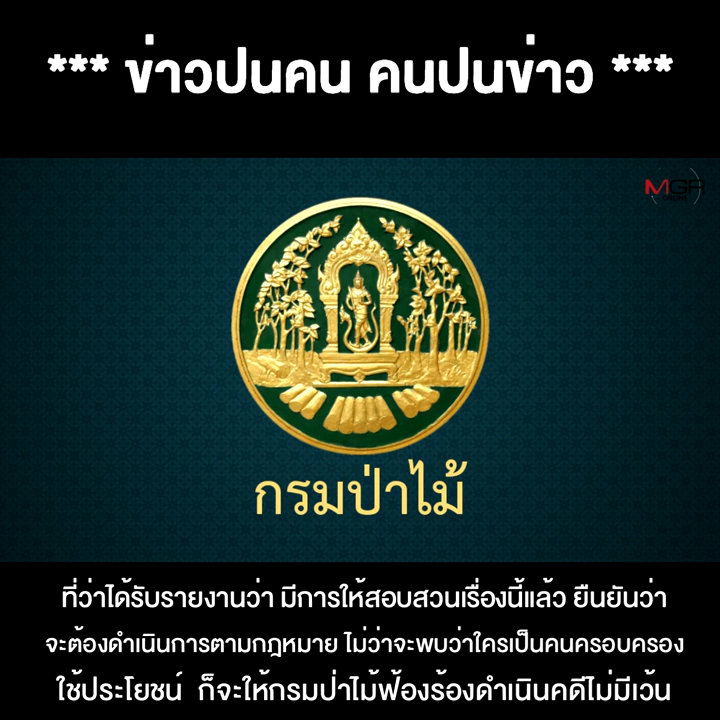 *** ข่าวปนคน คนปนข่าว ***
MGR
ONLINE
กรมป่าไม้
ที่ว่าได้รับรายงานว่า มีการให้สอบสวนเรื่องนี้แล้ว ยืนยันว่า
จะต้องดำเนินการตามกฎหมาย ไม่ว่าจะพบว่าใครเป็นคนครอบครอง
ใช้ประโยชน์ ก็จะให้กรมป่าไม้ฟ้องร้องดำเนินคดีไม่มีเว้น